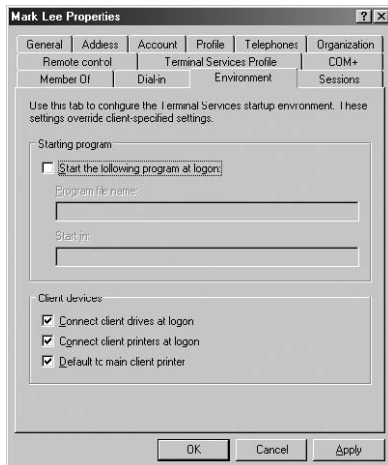 Mark Lee Properties
General Address Account Profile Telephones Organization
Remote control Terminal Services Profile COM+
Member Of Dial-in Environment Sessions
Use this tab to configure the Terminal Services startup environment. These
settings override client-specified settings.
Starting program
Start the following program at logon:
Program file name:
Start in:
Client devices
Connect client drives at logon
Connect client printers at logon
Default to main client printer
OK Cancel Apply